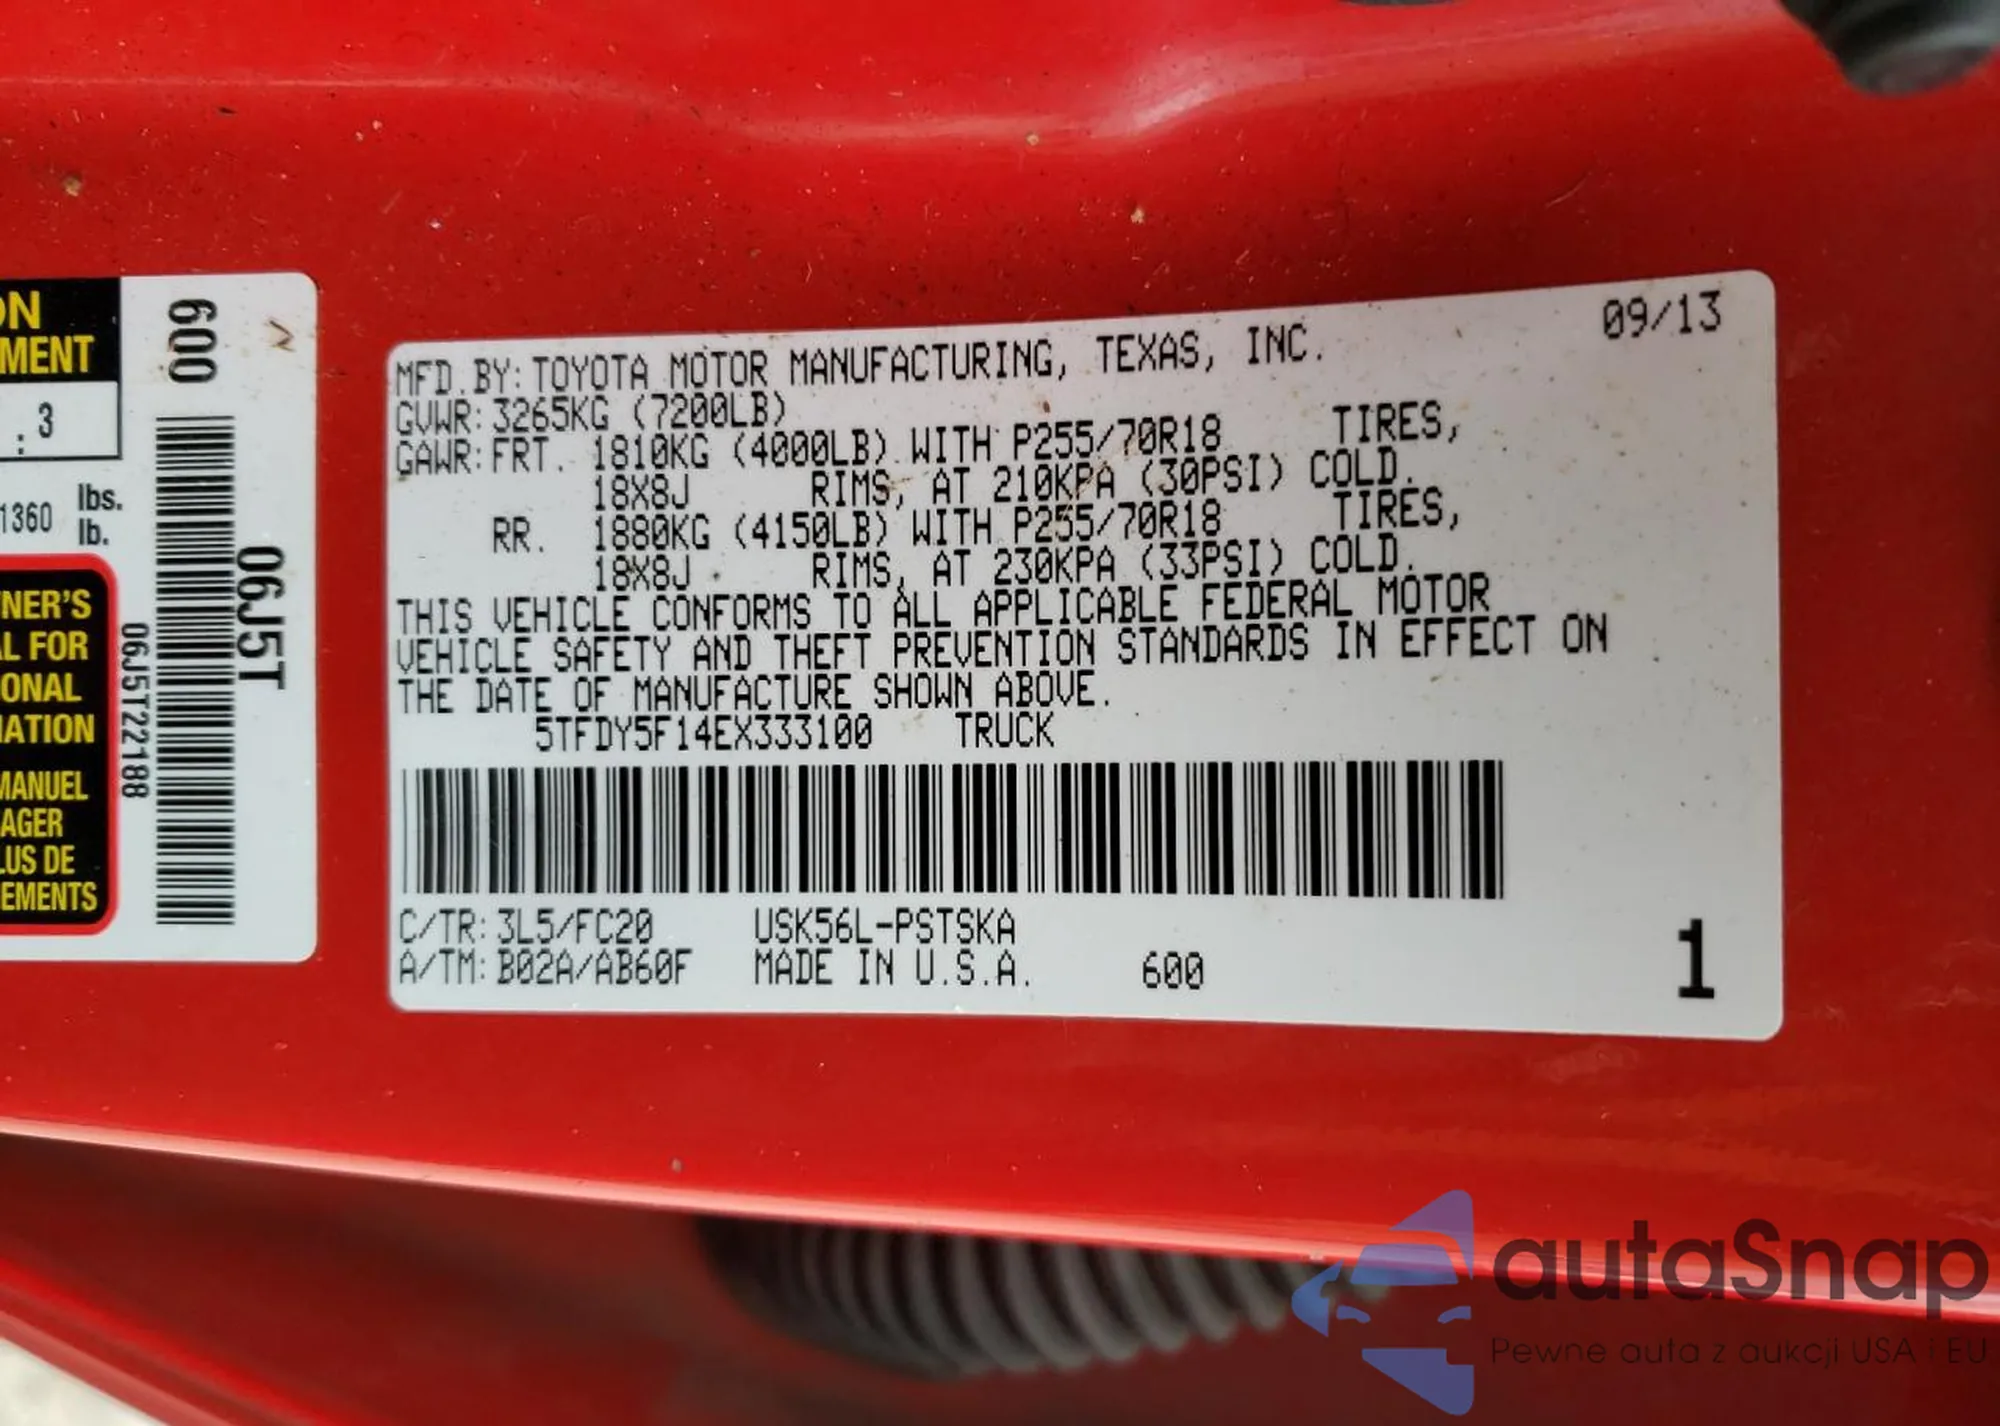 ON
MENT
: 3
1360 lbs.
lb.
NER'S
AL FOR
IONAL
MATION
MANUEL
AGER
LUS DE
EMENTS
600
06J5T
06J5T22188
09/13
MFD.BY: TOYOTA MOTOR MANUFACTURING, TEXAS, INC.
GVWR: 3265KG (7200LB)
GAWR: FRT. 1810KG (4000LB) WITH P255/70R18 TIRES,
18X8J RIMS, AT 210KPA (30PSI) COLD.
RR. 1880KG (4150LB) WITH P255/70R18 TIRES,
18X8J RIMS, AT 230KPA (33PSI) COLD.
THIS VEHICLE CONFORMS TO ALL APPLICABLE FEDERAL MOTOR
VEHICLE SAFETY AND THEFT PREVENTION STANDARDS IN EFFECT ON
THE DATE OF MANUFACTURE SHOWN ABOVE.
5TFDY5F14EX333100 TRUCK
C/TR: 3L5/FC20 USK56L-PSTSKA
A/TM: B02A/AB60F MADE IN U.S.A. 600
1
autaSnap
Pewne auta z aukcji USA i EU